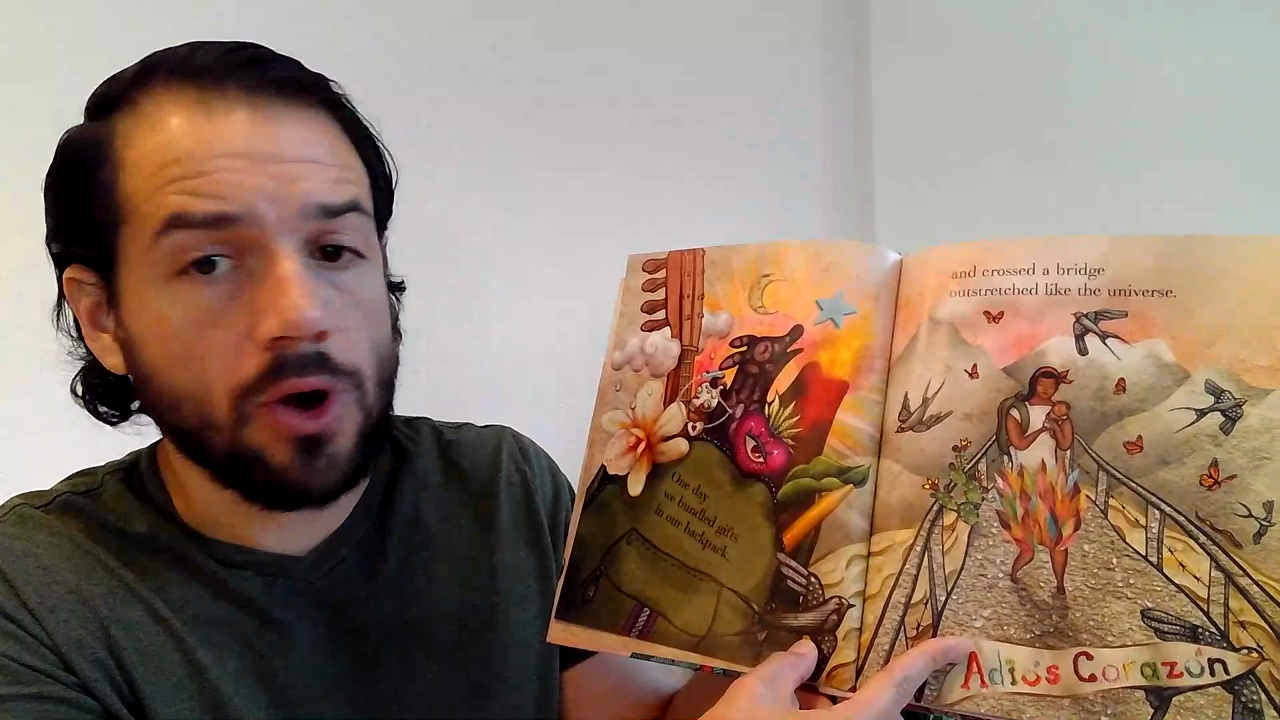 One day
we bundled gifts
in our backpack.
and crossed a bridge
outstretched like the universe.
Adiós Corazón